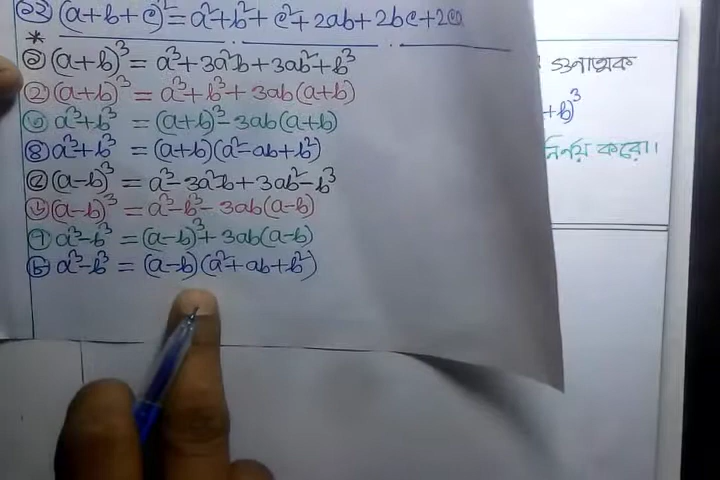 (a+b+c)² = a²+b²+c²+2ab+2bc+2ca
*
① (a+b)³ = a³+3a²b+3ab²+b³
② (a+b)³ = a³+b³+3ab(a+b)
③ a³+b³ = (a+b)³-3ab(a+b)
④ a³+b³ = (a+b)(a²-ab+b²)
⑤ (a-b)³ = a³-3a²b+3ab²-b³
⑥ (a-b)³ = a³-b³-3ab(a-b)
⑦ a³-b³ = (a-b)³+3ab(a-b)
⑧ a³-b³ = (a-b)(a²+ab+b²)
গুণাত্মক
+b)³
নির্ণয় করো।